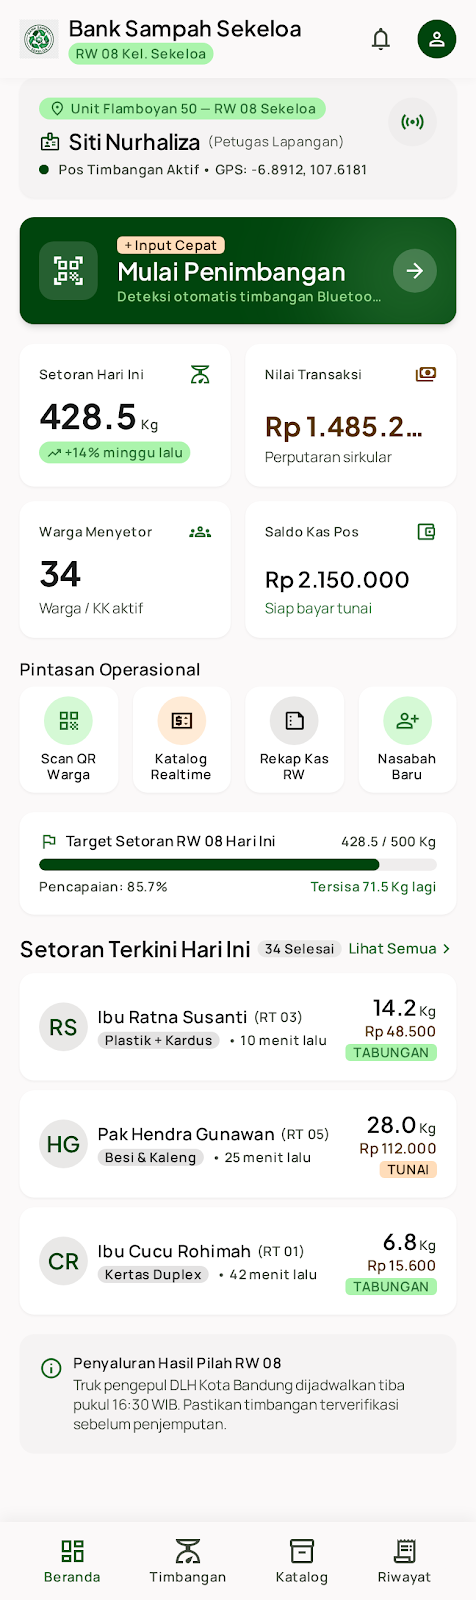 Bank Sampah Sekeloa
RW 08 Kel. Sekeloa
Unit Flamboyan 50 — RW 08 Sekeloa
Siti Nurhaliza (Petugas Lapangan)
Pos Timbangan Aktif • GPS: -6.8912, 107.6181
+ Input Cepat
Mulai Penimbangan
Deteksi otomatis timbangan Bluetoo...
Setoran Hari Ini
428.5 Kg
+14% minggu lalu
Nilai Transaksi
Rp 1.485.2...
Perputaran sirkular
Warga Menyetor
34
Warga / KK aktif
Saldo Kas Pos
Rp 2.150.000
Siap bayar tunai
Pintasan Operasional
Scan QR
Warga
Katalog
Realtime
Rekap Kas
RW
Nasabah
Baru
Target Setoran RW 08 Hari Ini 428.5 / 500 Kg
Pencapaian: 85.7% Tersisa 71.5 Kg lagi
Setoran Terkini Hari Ini 34 Selesai Lihat Semua
RS
Ibu Ratna Susanti (RT 03)
Plastik + Kardus • 10 menit lalu
14.2 Kg
Rp 48.500
TABUNGAN
HG
Pak Hendra Gunawan (RT 05)
Besi & Kaleng • 25 menit lalu
28.0 Kg
Rp 112.000
TUNAI
CR
Ibu Cucu Rohimah (RT 01)
Kertas Duplex • 42 menit lalu
6.8 Kg
Rp 15.600
TABUNGAN
Penyaluran Hasil Pilah RW 08
Truk pengepul DLH Kota Bandung dijadwalkan tiba
pukul 16:30 WIB. Pastikan timbangan terverifikasi
sebelum penjemputan.
Beranda Timbangan Katalog Riwayat